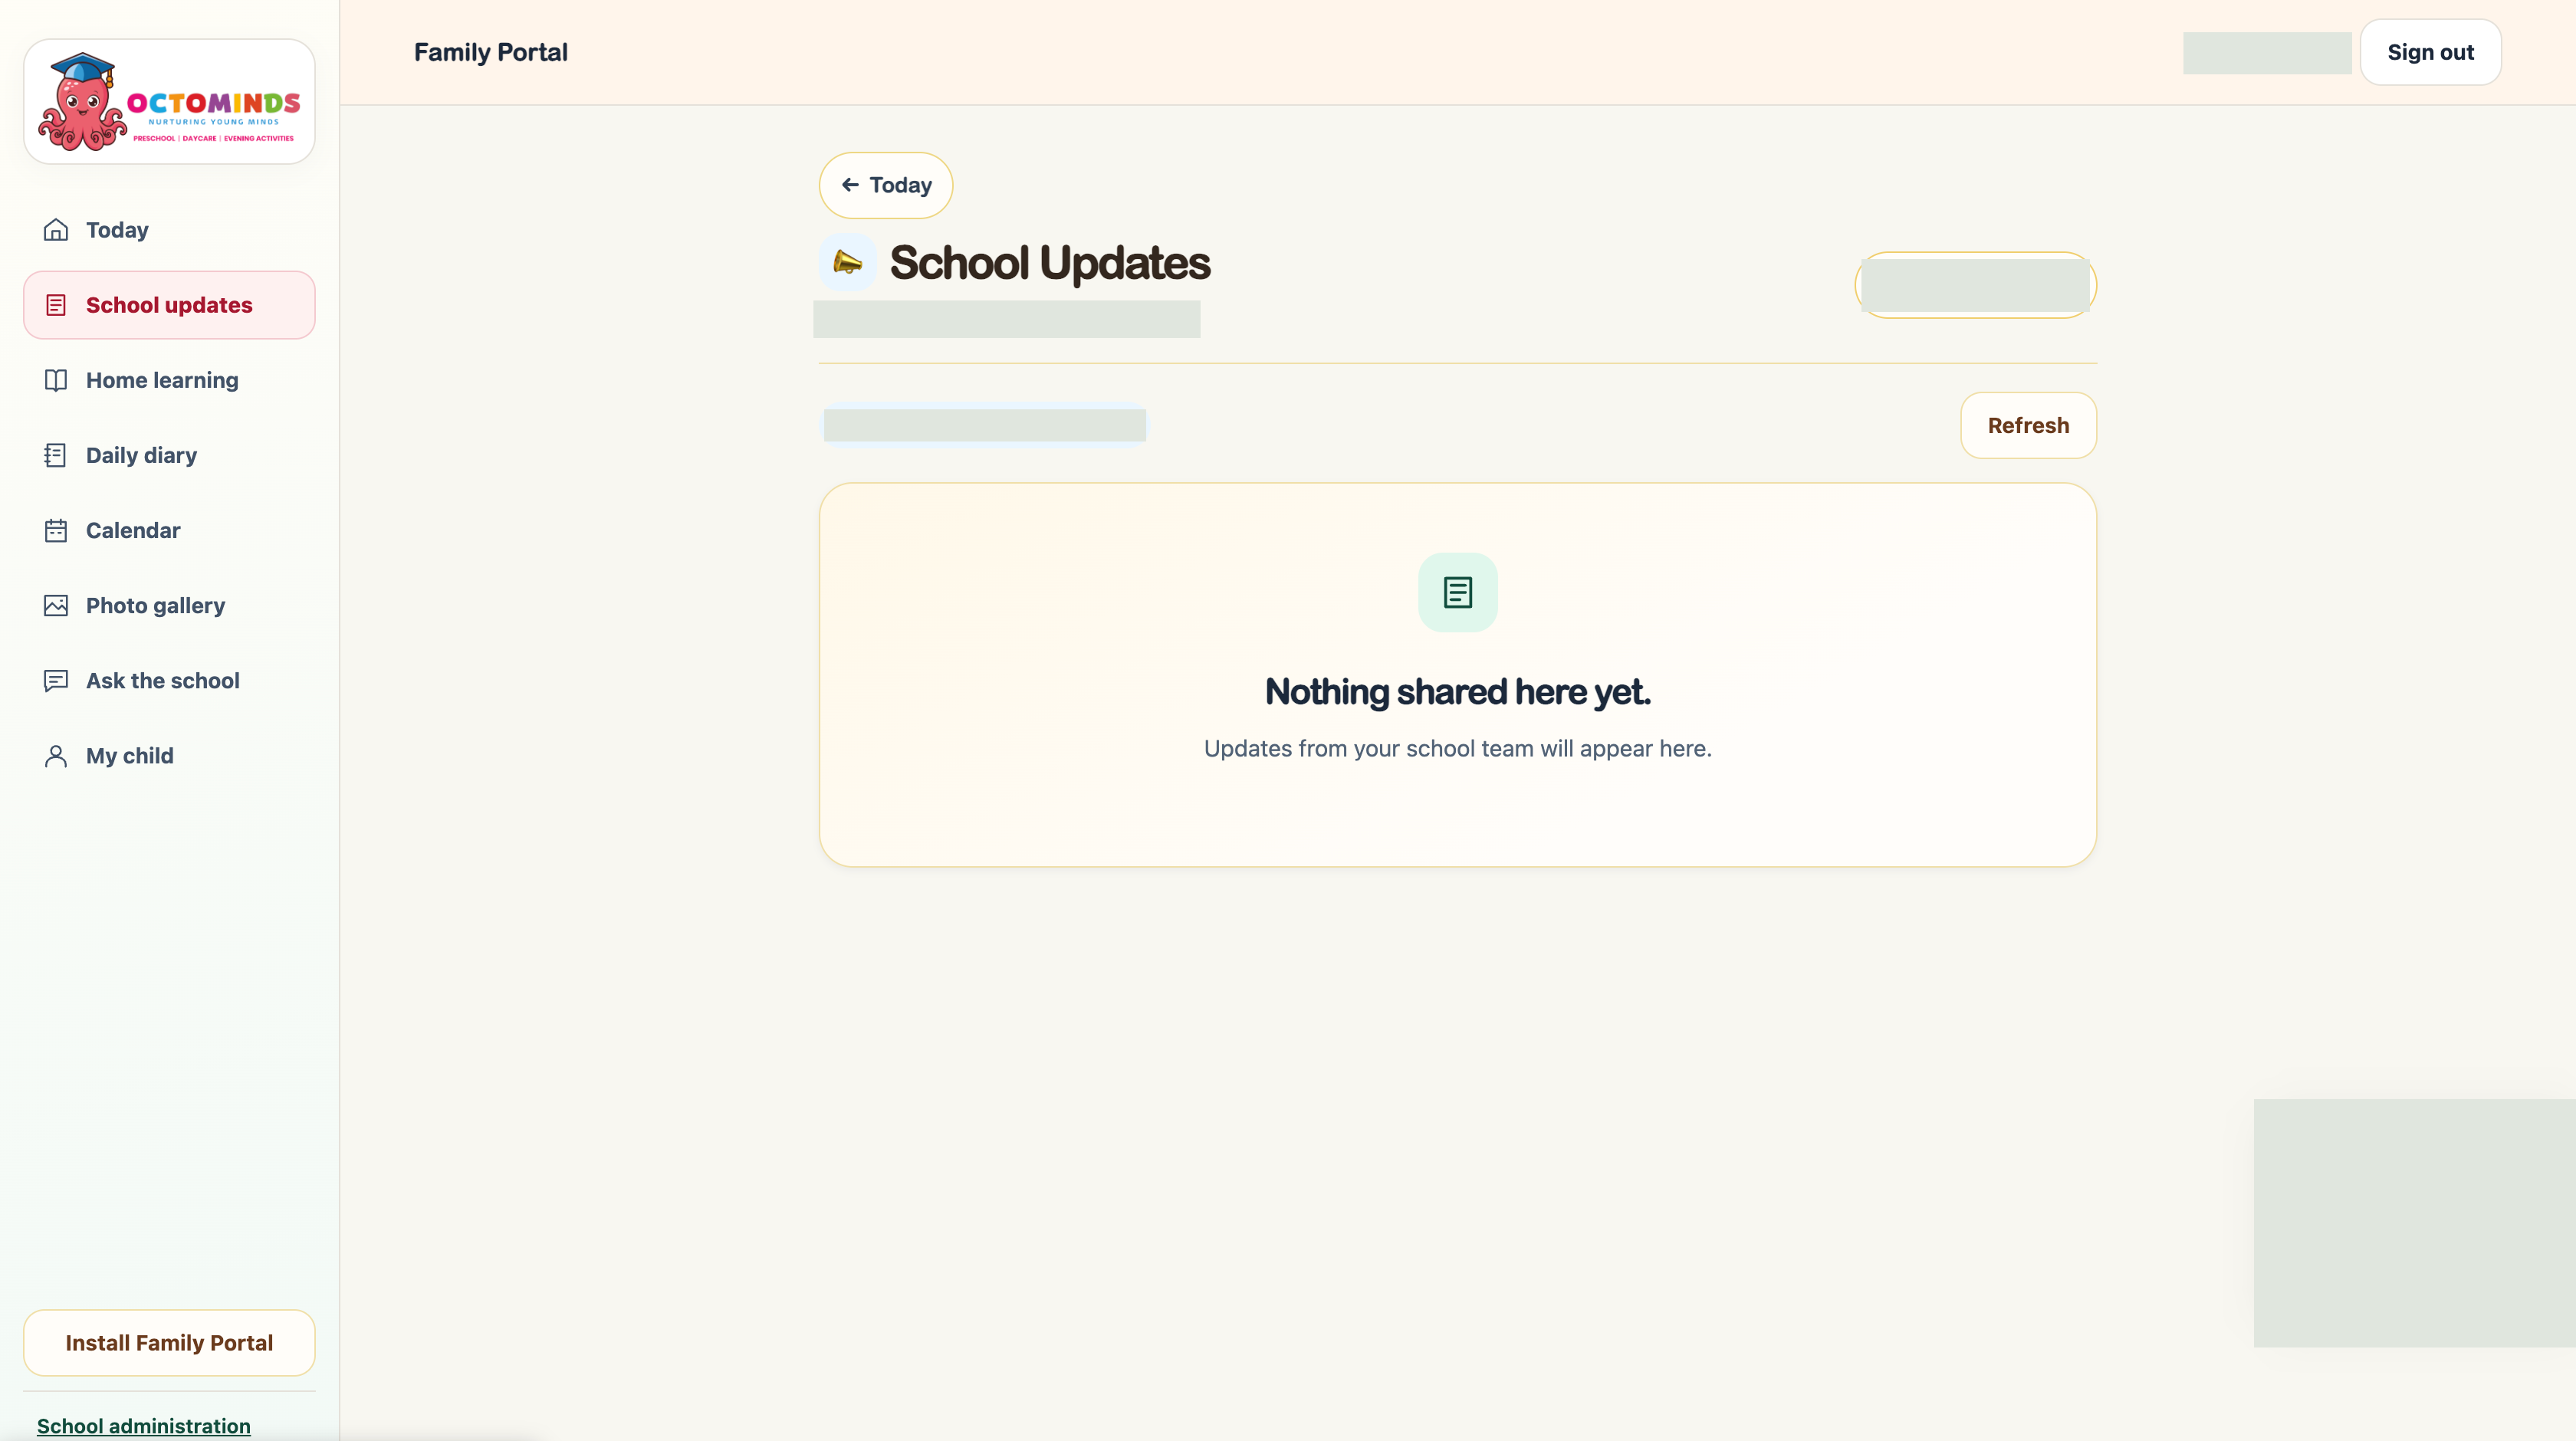 OCTOMINDS
NURTURING YOUNG MINDS
PRESCHOOL | DAYCARE | EVENING ACTIVITIES
Today
School updates
Home learning
Daily diary
Calendar
Photo gallery
Ask the school
My child
Install Family Portal
School administration
Family Portal
Sign out
← Today
School Updates
Refresh
Nothing shared here yet.
Updates from your school team will appear here.